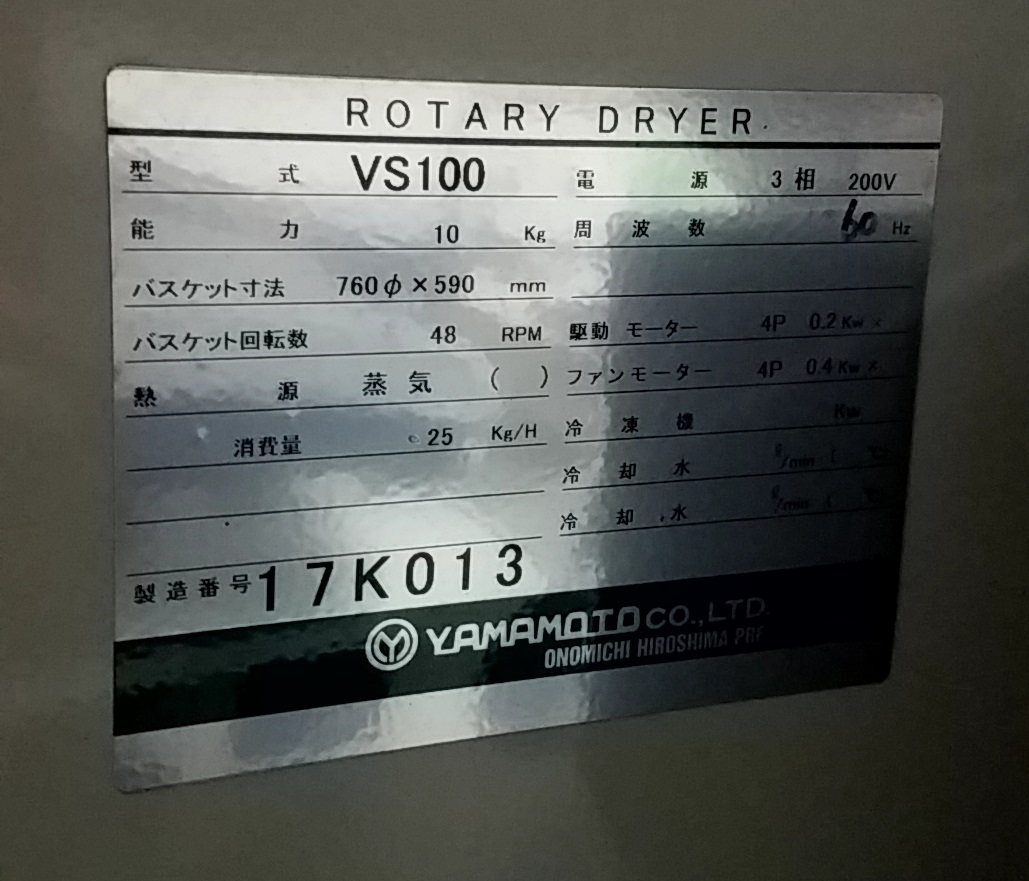 ROTARY DRYER
型式 VS100
能力 10 Kg
バスケット寸法 760φ×590 mm
バスケット回転数 48 RPM
熱源 蒸気 ( )
消費量 25 Kg/H
製造番号 17K013
電源 3相 200V
周波数 60 Hz
駆動モーター 4P 0.2Kw ×
ファンモーター 4P 0.4Kw ×
冷凍機 Kw
冷却水 ℓ/min ( ℃
冷却水 ℓ/min ( ℃
YAMAMOTO CO.,LTD.
ONOMICHI HIROSHIMA PRF